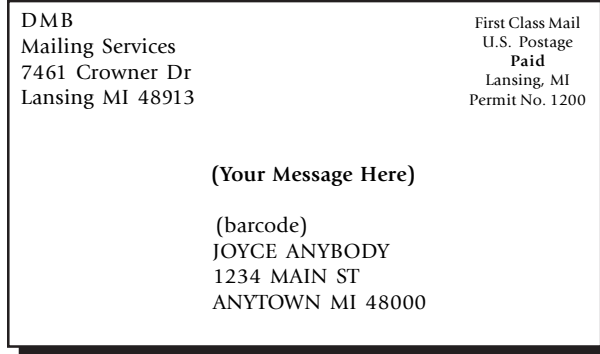 DMB
Mailing Services
7461 Crowner Dr
Lansing MI 48913
First Class Mail
U.S. Postage
Paid
Lansing, MI
Permit No. 1200
(Your Message Here)
(barcode)
JOYCE ANYBODY
1234 MAIN ST
ANYTOWN MI 48000